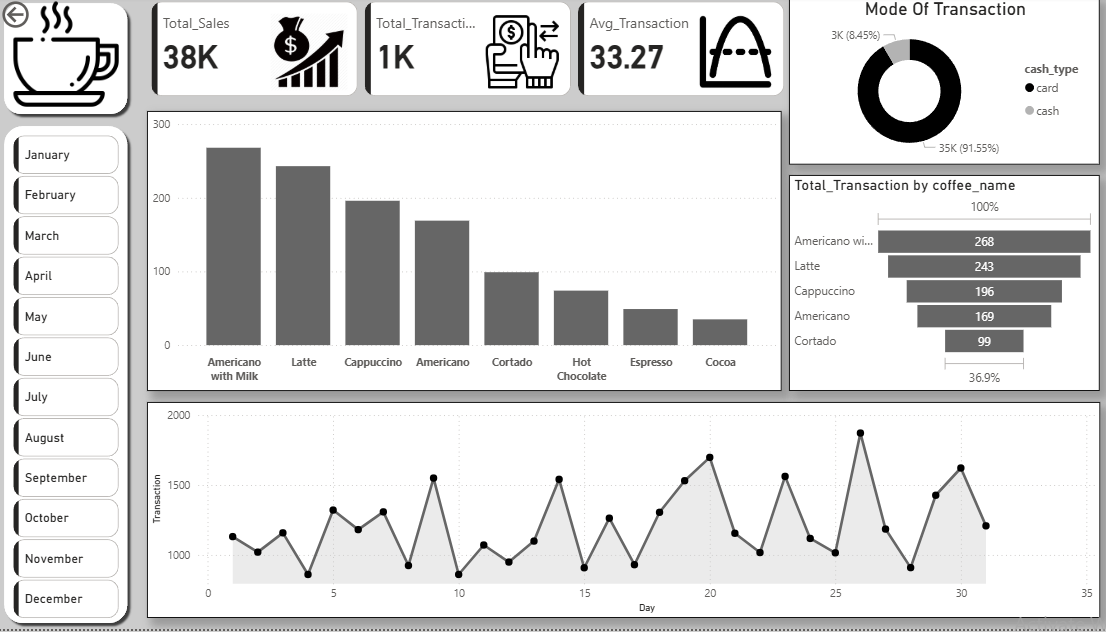 Total_Sales
38K
Total_Transacti...
1K
Avg_Transaction
33.27
Mode Of Transaction
3K (8.45%)
35K (91.55%)
cash_type
card
cash
January
February
March
April
May
June
July
August
September
October
November
December
300
200
100
0
Americano
with Milk
Latte
Cappuccino
Americano
Cortado
Hot
Chocolate
Espresso
Cocoa
Total_Transaction by coffee_name
100%
Americano wi... 268
Latte 243
Cappuccino 196
Americano 169
Cortado 99
36.9%
2000
1500
1000
Transaction
0 5 10 15 20 25 30 35
Day